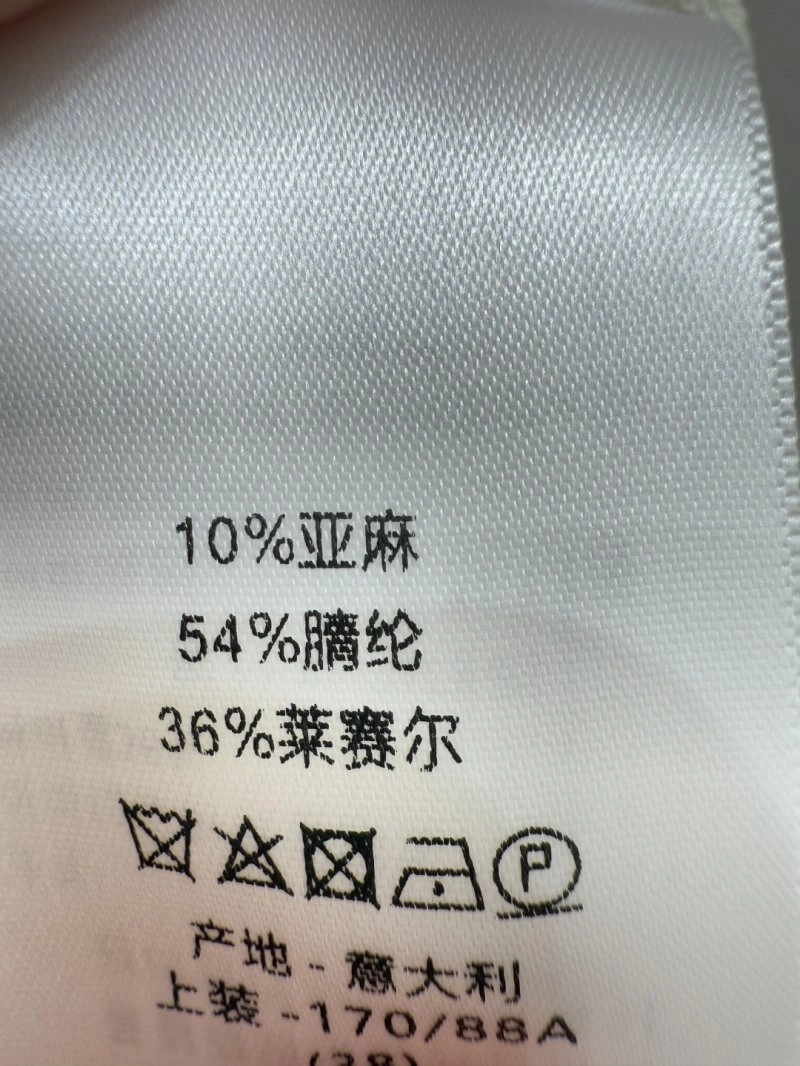 10%亚麻
54%腈纶
36%莱赛尔
P
产地 - 意大利
上装 -170/88A
(38)